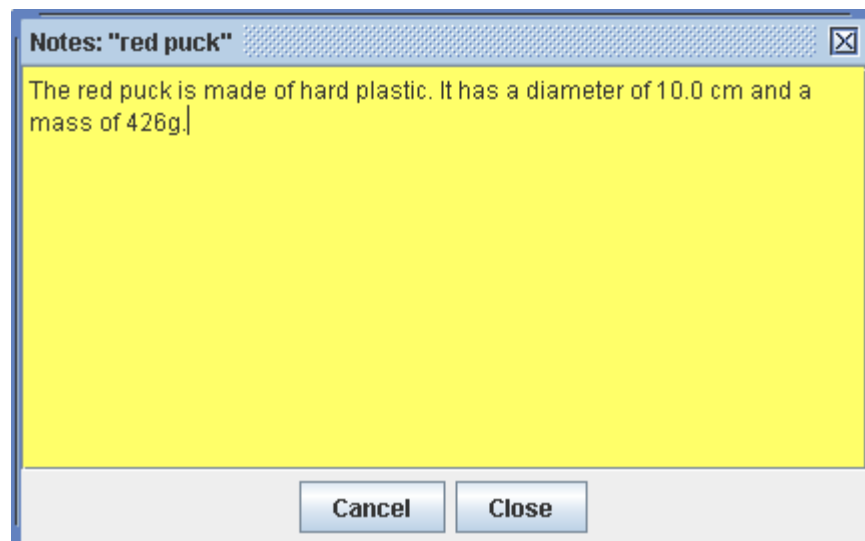 Notes: "red puck"
The red puck is made of hard plastic. It has a diameter of 10.0 cm and a
mass of 426g.
Cancel Close